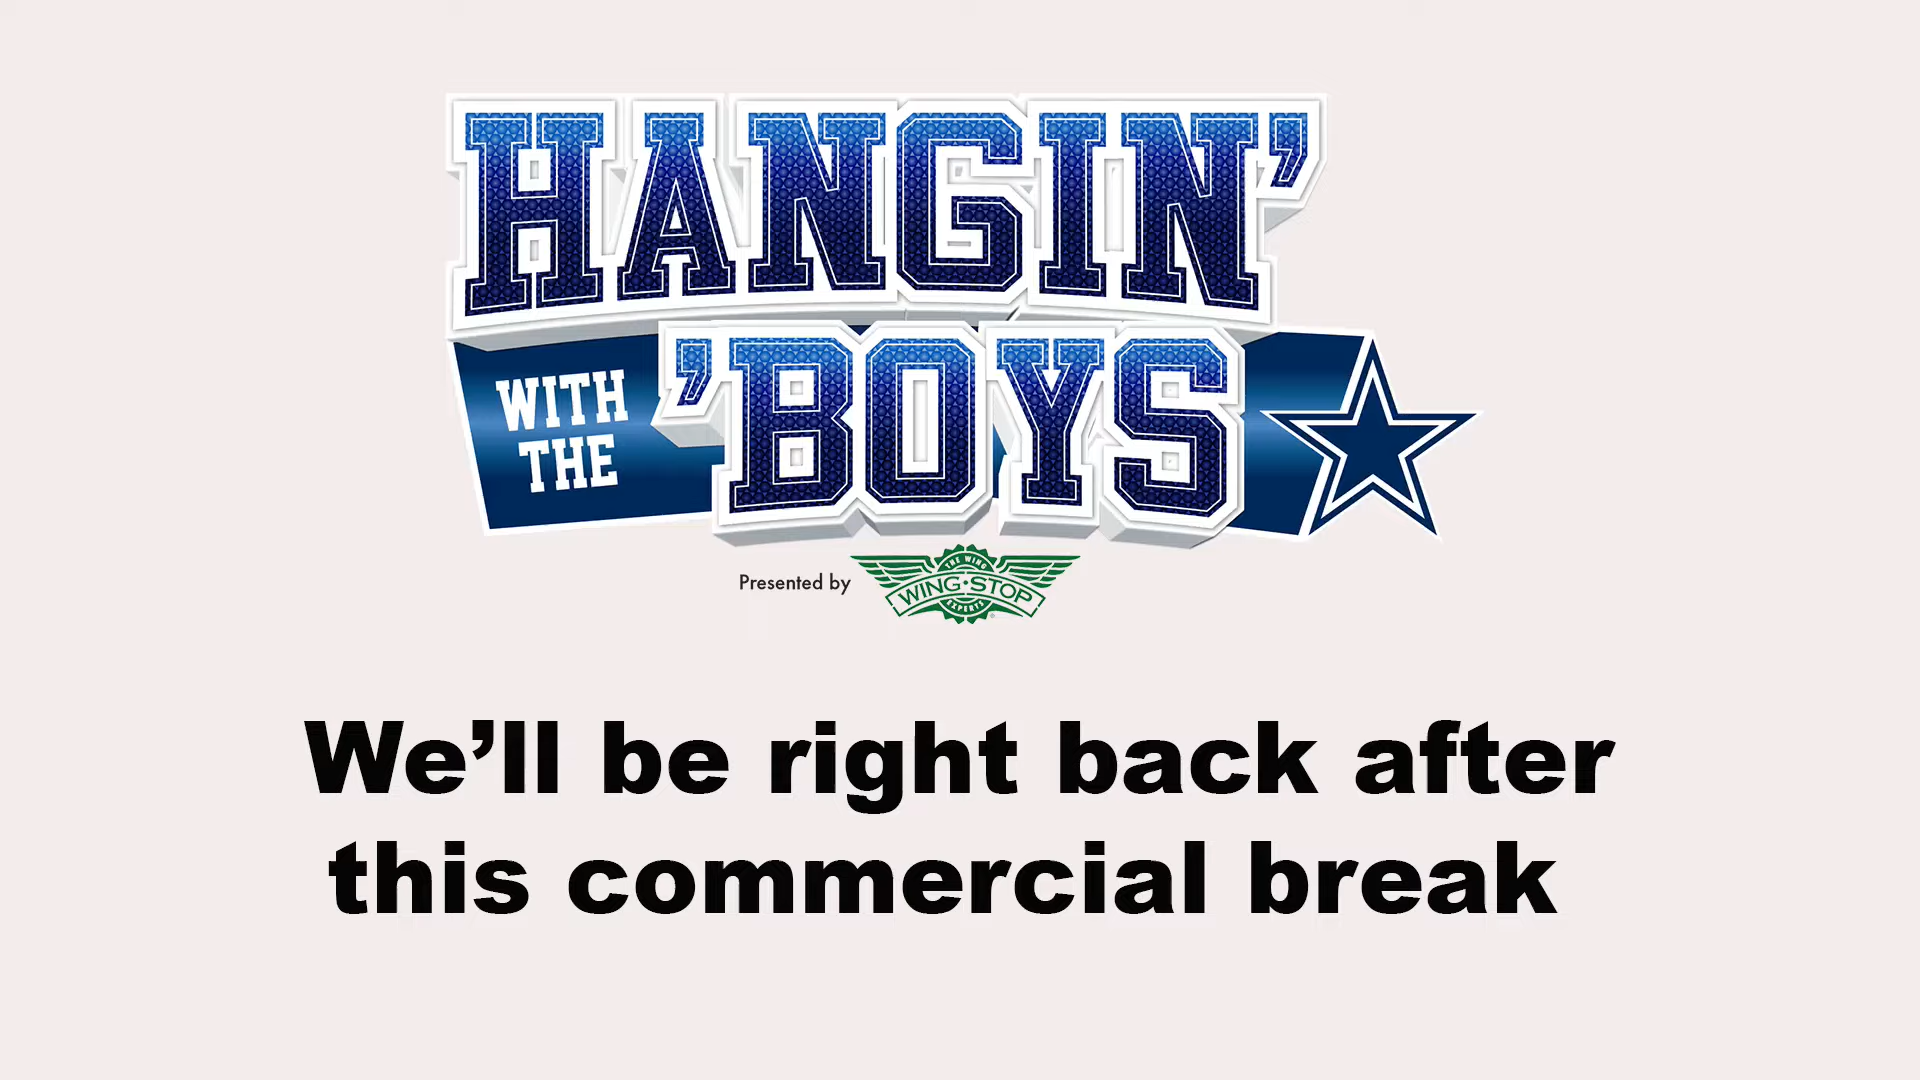 HANGIN'
WITH THE
'BOYS
Presented by
THE WING
WING·STOP
EXPERTS
We’ll be right back after
this commercial break